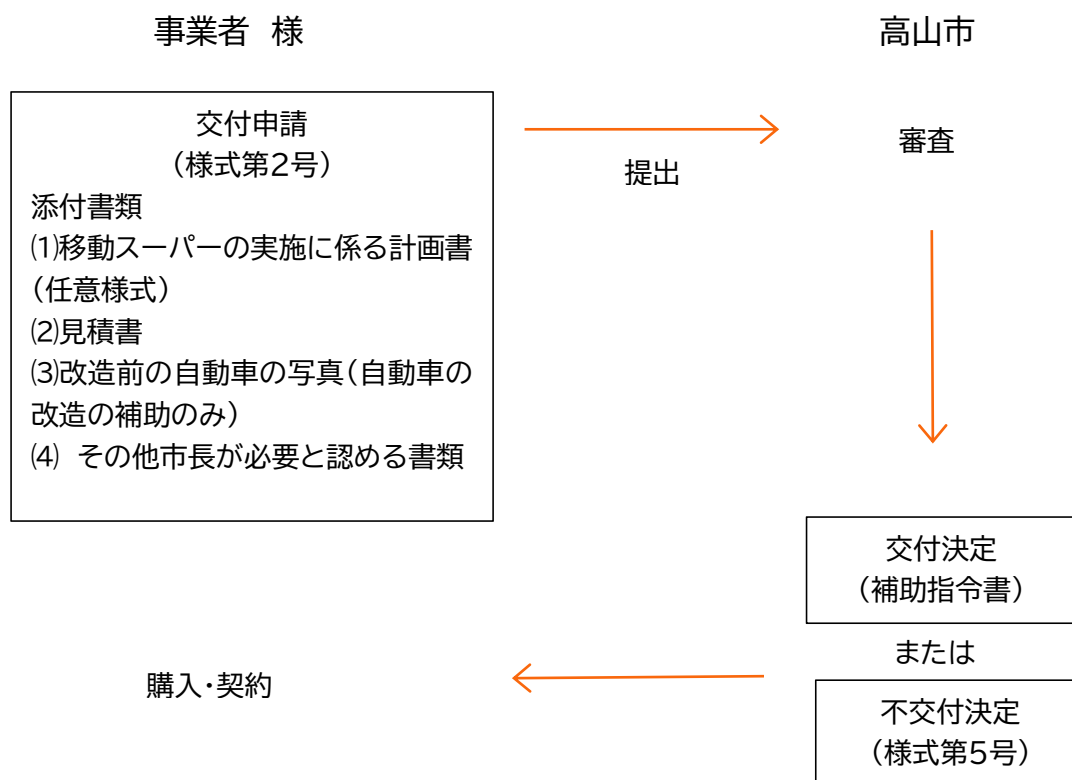 事業者 様
高山市
交付申請
(様式第2号)
添付書類
⑴移動スーパーの実施に係る計画書
(任意様式)
⑵見積書
⑶改造前の自動車の写真(自動車の
改造の補助のみ)
⑷ その他市長が必要と認める書類
提出
審査
交付決定
(補助指令書)
または
不交付決定
(様式第5号)
購入・契約